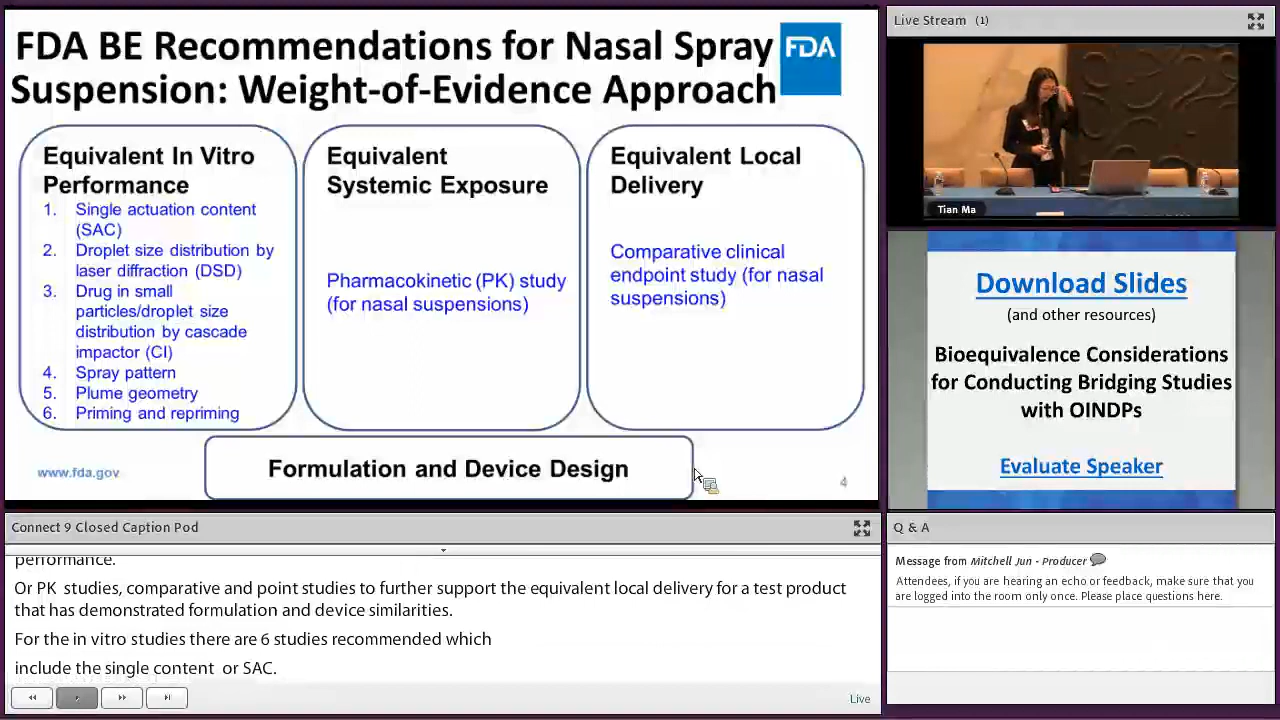 FDA BE Recommendations for Nasal Spray
Suspension: Weight-of-Evidence Approach
FDA
Equivalent In Vitro
Performance
1. Single actuation content
(SAC)
2. Droplet size distribution by
laser diffraction (DSD)
3. Drug in small
particles/droplet size
distribution by cascade
impactor (CI)
4. Spray pattern
5. Plume geometry
6. Priming and repriming
Equivalent
Systemic Exposure
Pharmacokinetic (PK) study
(for nasal suspensions)
Equivalent Local
Delivery
Comparative clinical
endpoint study (for nasal
suspensions)
Formulation and Device Design
www.fda.gov
4
Live Stream (1)
Tian Ma
Download Slides
(and other resources)
Bioequivalence Considerations
for Conducting Bridging Studies
with OINDPs
Evaluate Speaker
Connect 9 Closed Caption Pod
performance.
Or PK studies, comparative and point studies to further support the equivalent local delivery for a test product
that has demonstrated formulation and device similarities.
For the in vitro studies there are 6 studies recommended which
include the single content or SAC.
Live
Q & A
Message from Mitchell Jun - Producer
Attendees, if you are hearing an echo or feedback, make sure that you
are logged into the room only once. Please place questions here.